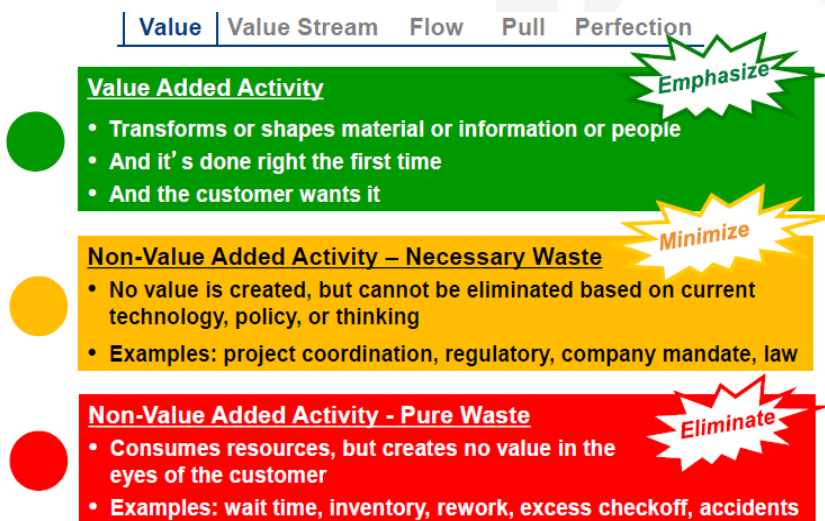 Value Value Stream Flow Pull Perfection
Emphasize
Value Added Activity
• Transforms or shapes material or information or people
• And it's done right the first time
• And the customer wants it
Minimize
Non-Value Added Activity – Necessary Waste
• No value is created, but cannot be eliminated based on current
technology, policy, or thinking
• Examples: project coordination, regulatory, company mandate, law
Eliminate
Non-Value Added Activity - Pure Waste
• Consumes resources, but creates no value in the
eyes of the customer
• Examples: wait time, inventory, rework, excess checkoff, accidents